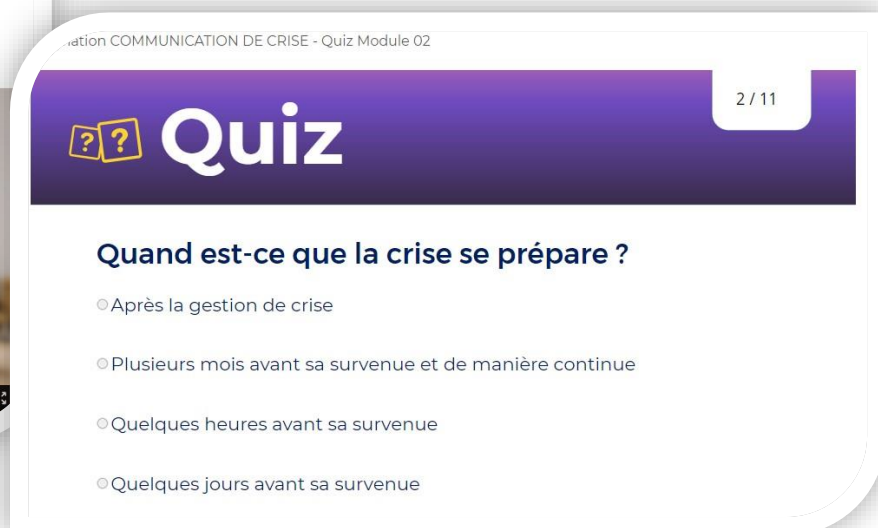 COMMUNICATION DE CRISE - Quiz Module 02
2 / 11
? ? Quiz
Quand est-ce que la crise se prépare ?
Après la gestion de crise
Plusieurs mois avant sa survenue et de manière continue
Quelques heures avant sa survenue
Quelques jours avant sa survenue